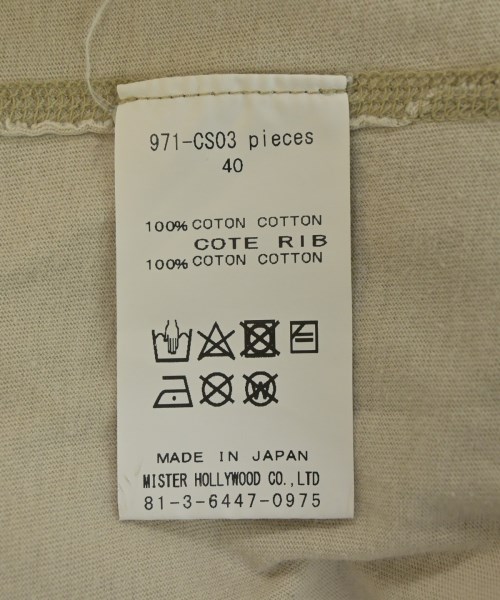 971-CS03 pieces
40
100% COTON COTTON
COTE RIB
100% COTON COTTON
W
MADE IN JAPAN
MISTER HOLLYWOOD CO.,LTD
81-3-6447-0975